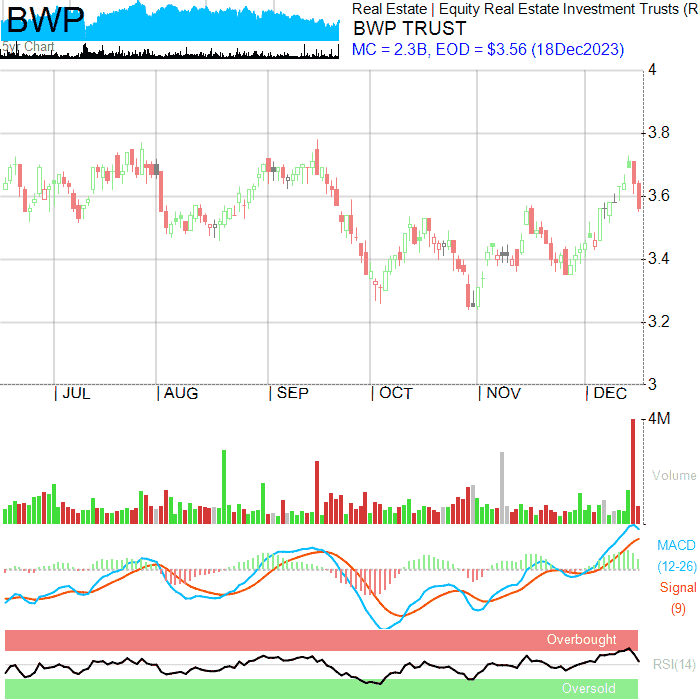 BWP
5yr Chart
Real Estate | Equity Real Estate Investment Trusts (R
BWP TRUST
MC = 2.3B, EOD = $3.56 (18Dec2023)
4
3.8
3.6
3.4
3.2
3
| JUL | AUG | SEP | OCT | NOV | DEC
4M
Volume
MACD
(12-26)
Signal
(9)
Overbought
RSI(14)
Oversold